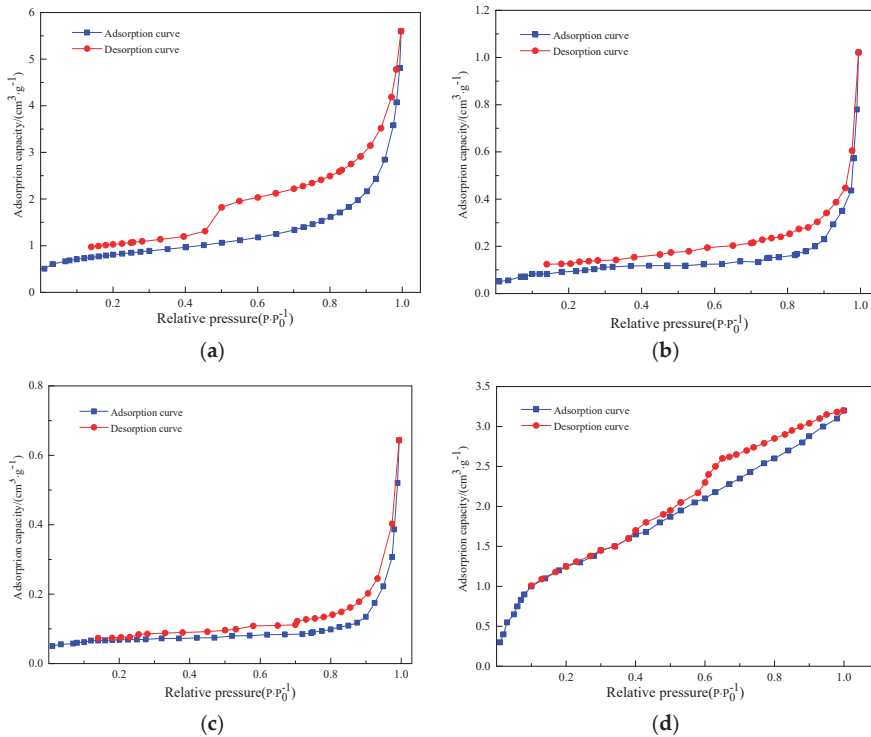 6
5
4
3
2
1
0
Adsorprion capacity/(cm³·g⁻¹)
Adsorption curve
Desorption curve
0.2 0.4 0.6 0.8 1.0
Relative pressure(P·P₀⁻¹)
(a)
1.2
1.0
0.8
0.6
0.4
0.2
0.0
Adsorprion capacity/(cm³·g⁻¹)
Adsorption curve
Desorption curve
0.2 0.4 0.6 0.8 1.0
Relative pressure(P·P₀⁻¹)
(b)
0.8
0.6
0.4
0.2
0.0
Adsorprion capacity/(cm³·g⁻¹)
Adsorption curve
Desorption curve
0.2 0.4 0.6 0.8 1.0
Relative pressure(P·P₀⁻¹)
(c)
3.5
3.0
2.5
2.0
1.5
1.0
0.5
0.0
Adsorprion capacity/(cm³·g⁻¹)
Adsorption curve
Desorption curve
0.2 0.4 0.6 0.8 1.0
Relative pressure(P·P₀⁻¹)
(d)